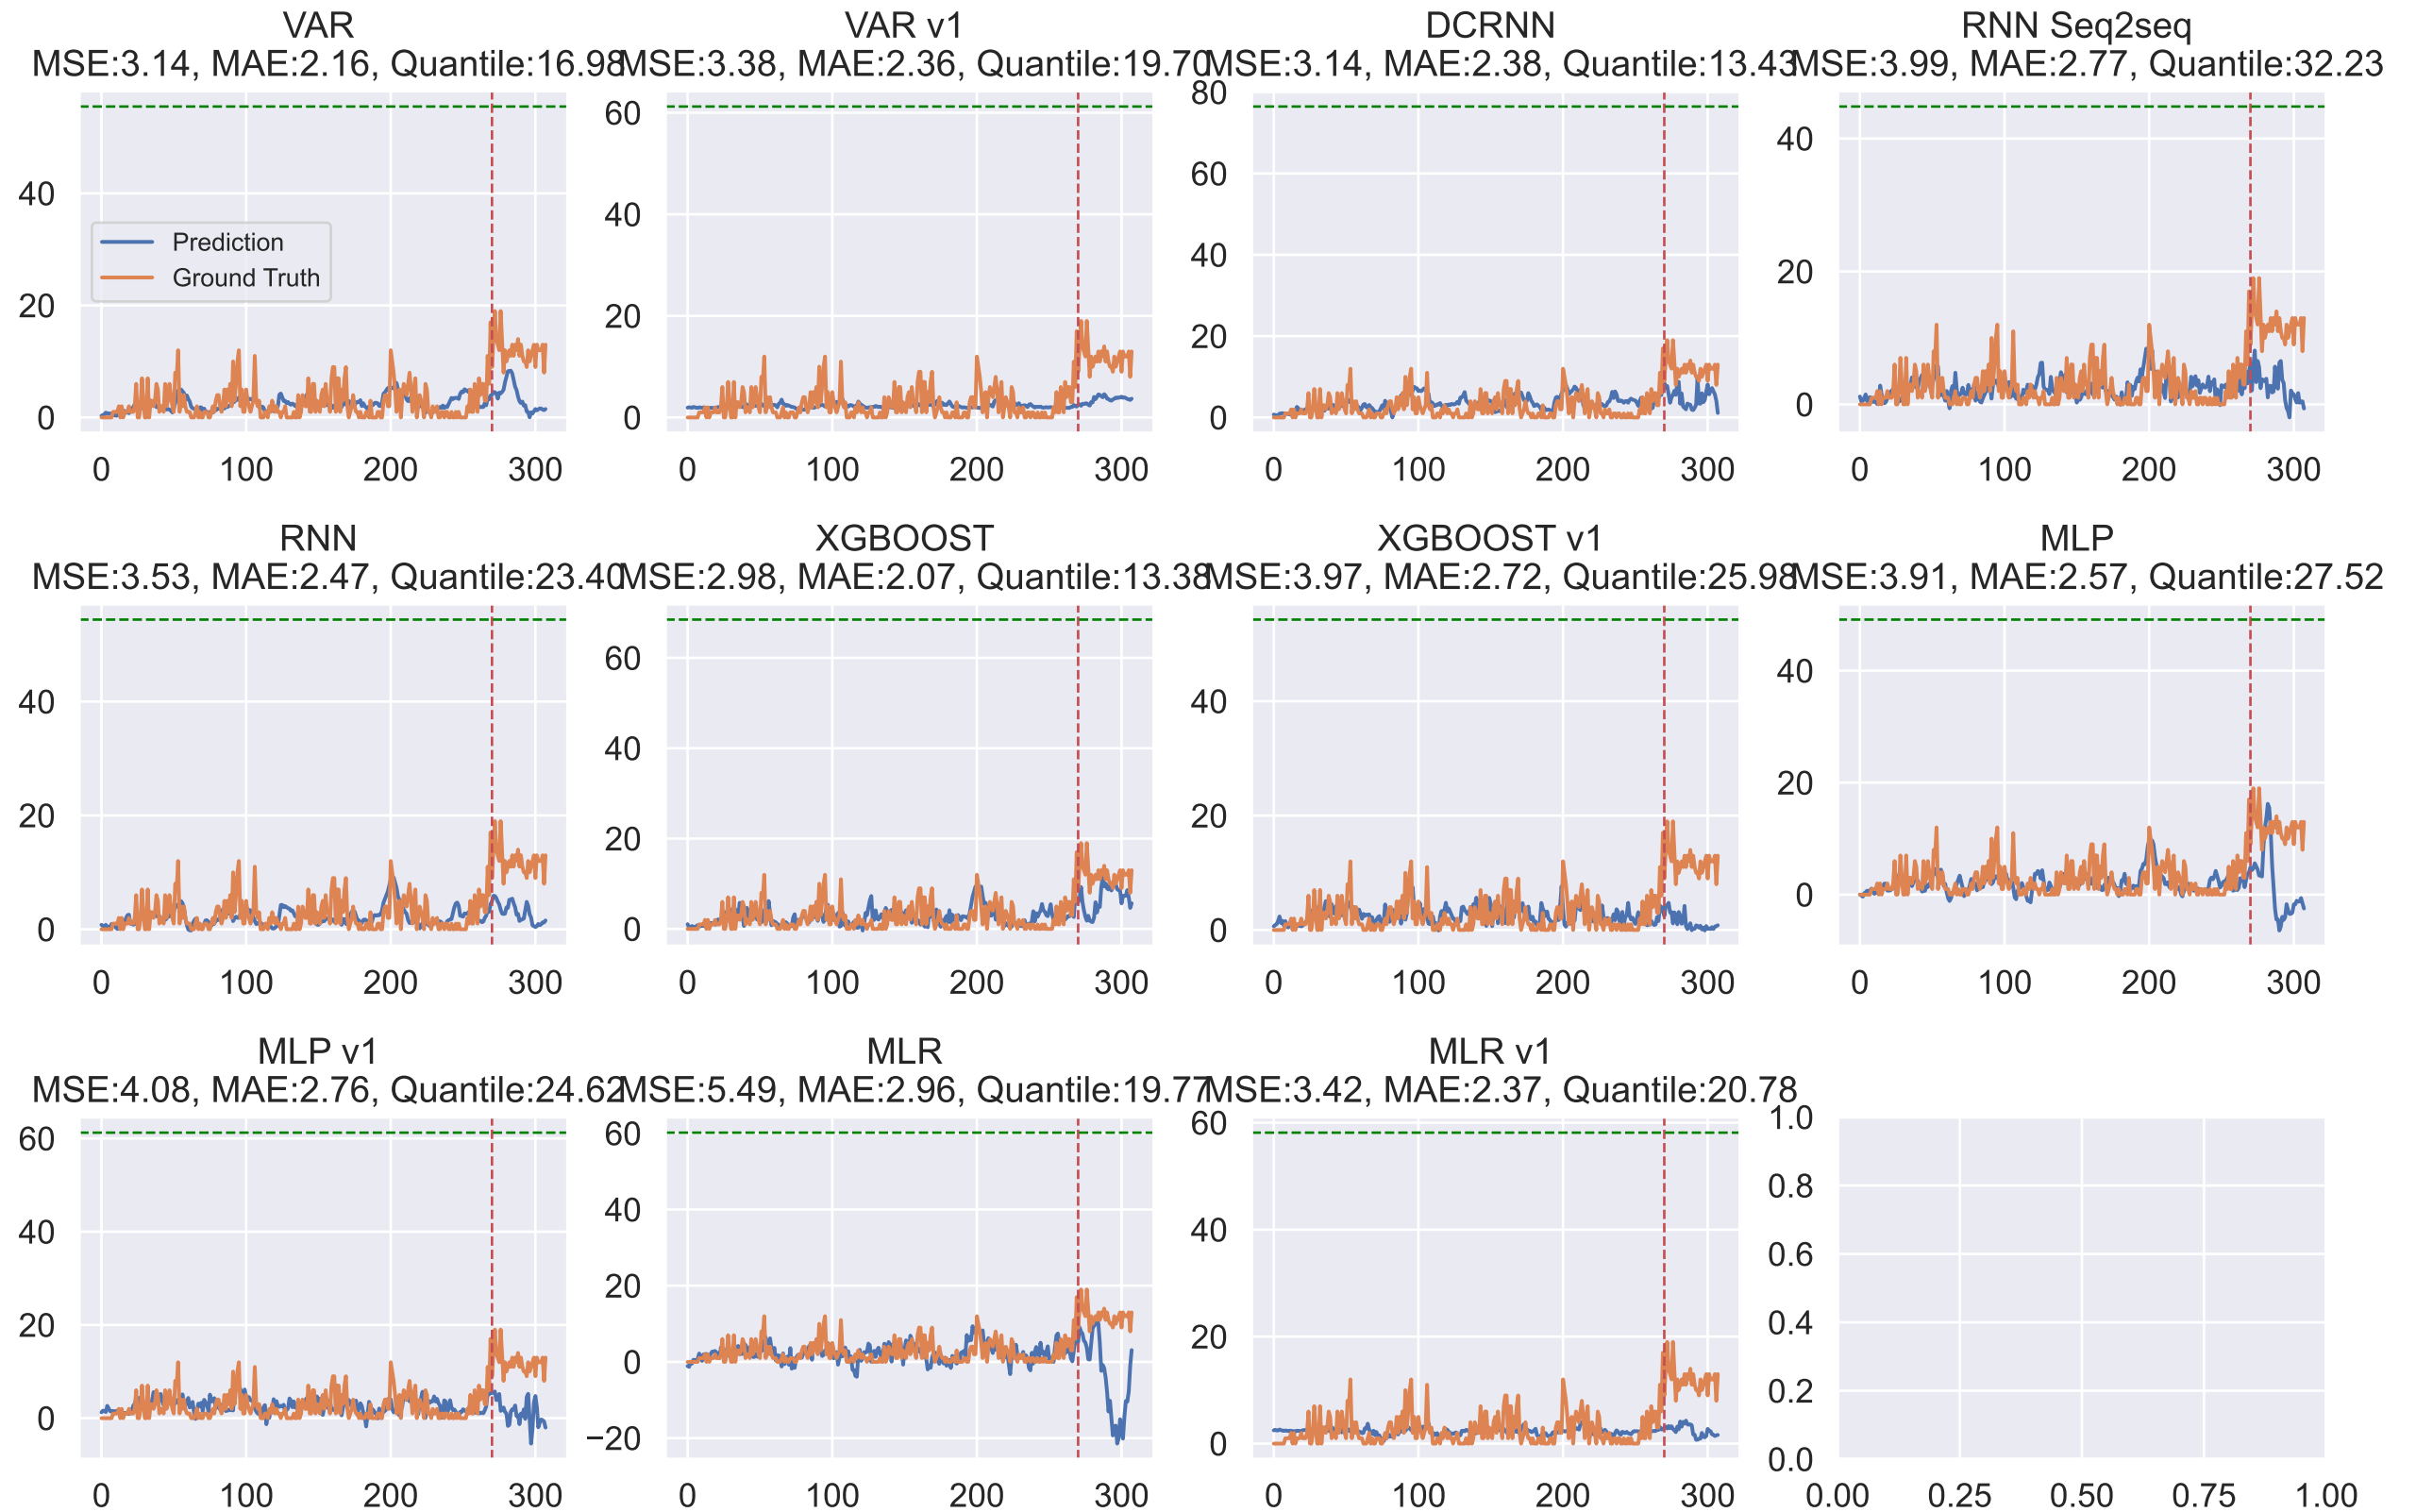 VAR
MSE:3.14, MAE:2.16, Quantile:16.98
VAR v1
MSE:3.38, MAE:2.36, Quantile:19.70
DCRNN
MSE:3.14, MAE:2.38, Quantile:13.43
RNN Seq2seq
MSE:3.99, MAE:2.77, Quantile:32.23
40
20
0
Prediction
Ground Truth
0 100 200 300
60
40
20
0
0 100 200 300
80
60
40
20
0
0 100 200 300
40
20
0
0 100 200 300
RNN
MSE:3.53, MAE:2.47, Quantile:23.40
XGBOOST
MSE:2.98, MAE:2.07, Quantile:13.38
XGBOOST v1
MSE:3.97, MAE:2.72, Quantile:25.98
MLP
MSE:3.91, MAE:2.57, Quantile:27.52
40
20
0
0 100 200 300
60
40
20
0
0 100 200 300
40
20
0
0 100 200 300
40
20
0
0 100 200 300
MLP v1
MSE:4.08, MAE:2.76, Quantile:24.62
MLR
MSE:5.49, MAE:2.96, Quantile:19.77
MLR v1
MSE:3.42, MAE:2.37, Quantile:20.78
60
40
20
0
0 100 200 300
60
40
20
0
−20
0 100 200 300
60
40
20
0
0 100 200 300
1.0
0.8
0.6
0.4
0.2
0.0
0.00 0.25 0.50 0.75 1.00